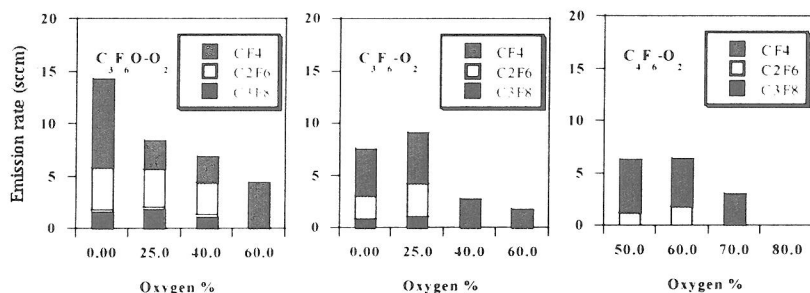 Emission rate (sccm)
20
15
10
5
0
C3F6O-O2
CF4
C2F6
C3F8
0.00 25.0 40.0 60.0
Oxygen %
20
15
10
5
0
C3F6-O2
CF4
C2F6
C3F8
0.00 25.0 40.0 60.0
Oxygen %
20
15
10
5
0
C4F6-O2
CF4
C2F6
C3F8
50.0 60.0 70.0 80.0
Oxygen %